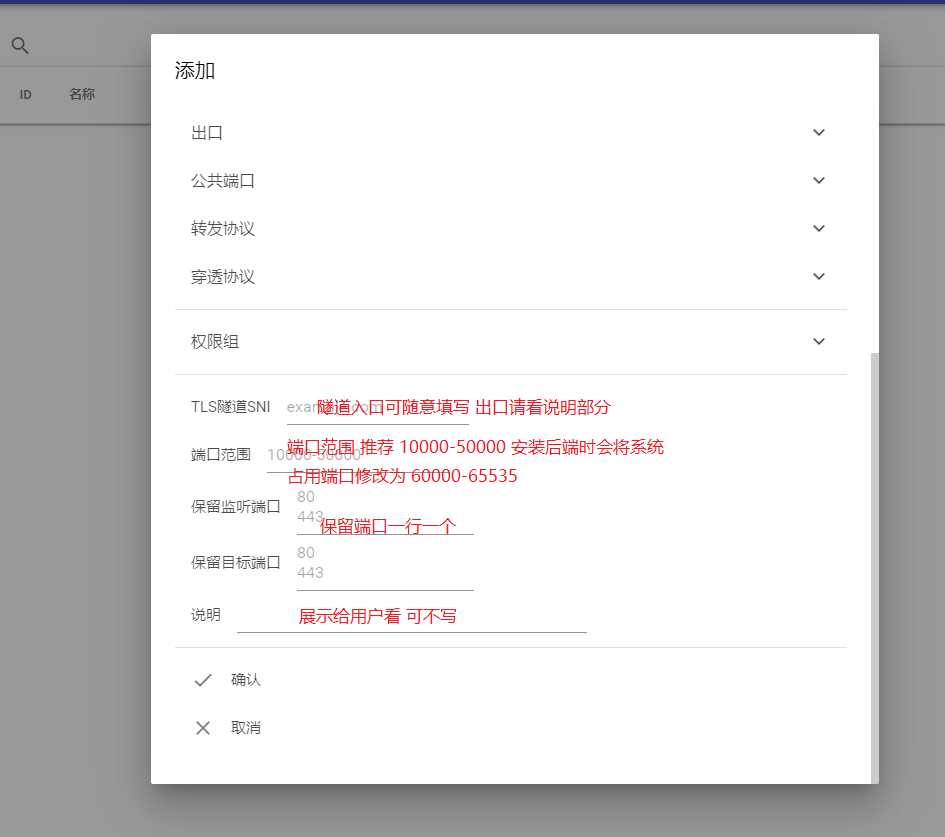 添加
ID 名称
出口
公共端口
转发协议
穿透协议
权限组
TLS隧道SNI example.com 隧道入口可随意填写 出口请看说明部分
端口范围 10000-50000 端口范围 推荐 10000-50000 安装后端时会将系统
占用端口修改为 60000-65535
保留监听端口 80
443 保留端口一行一个
保留目标端口 80
443
说明 展示给用户看 可不写
确认
取消